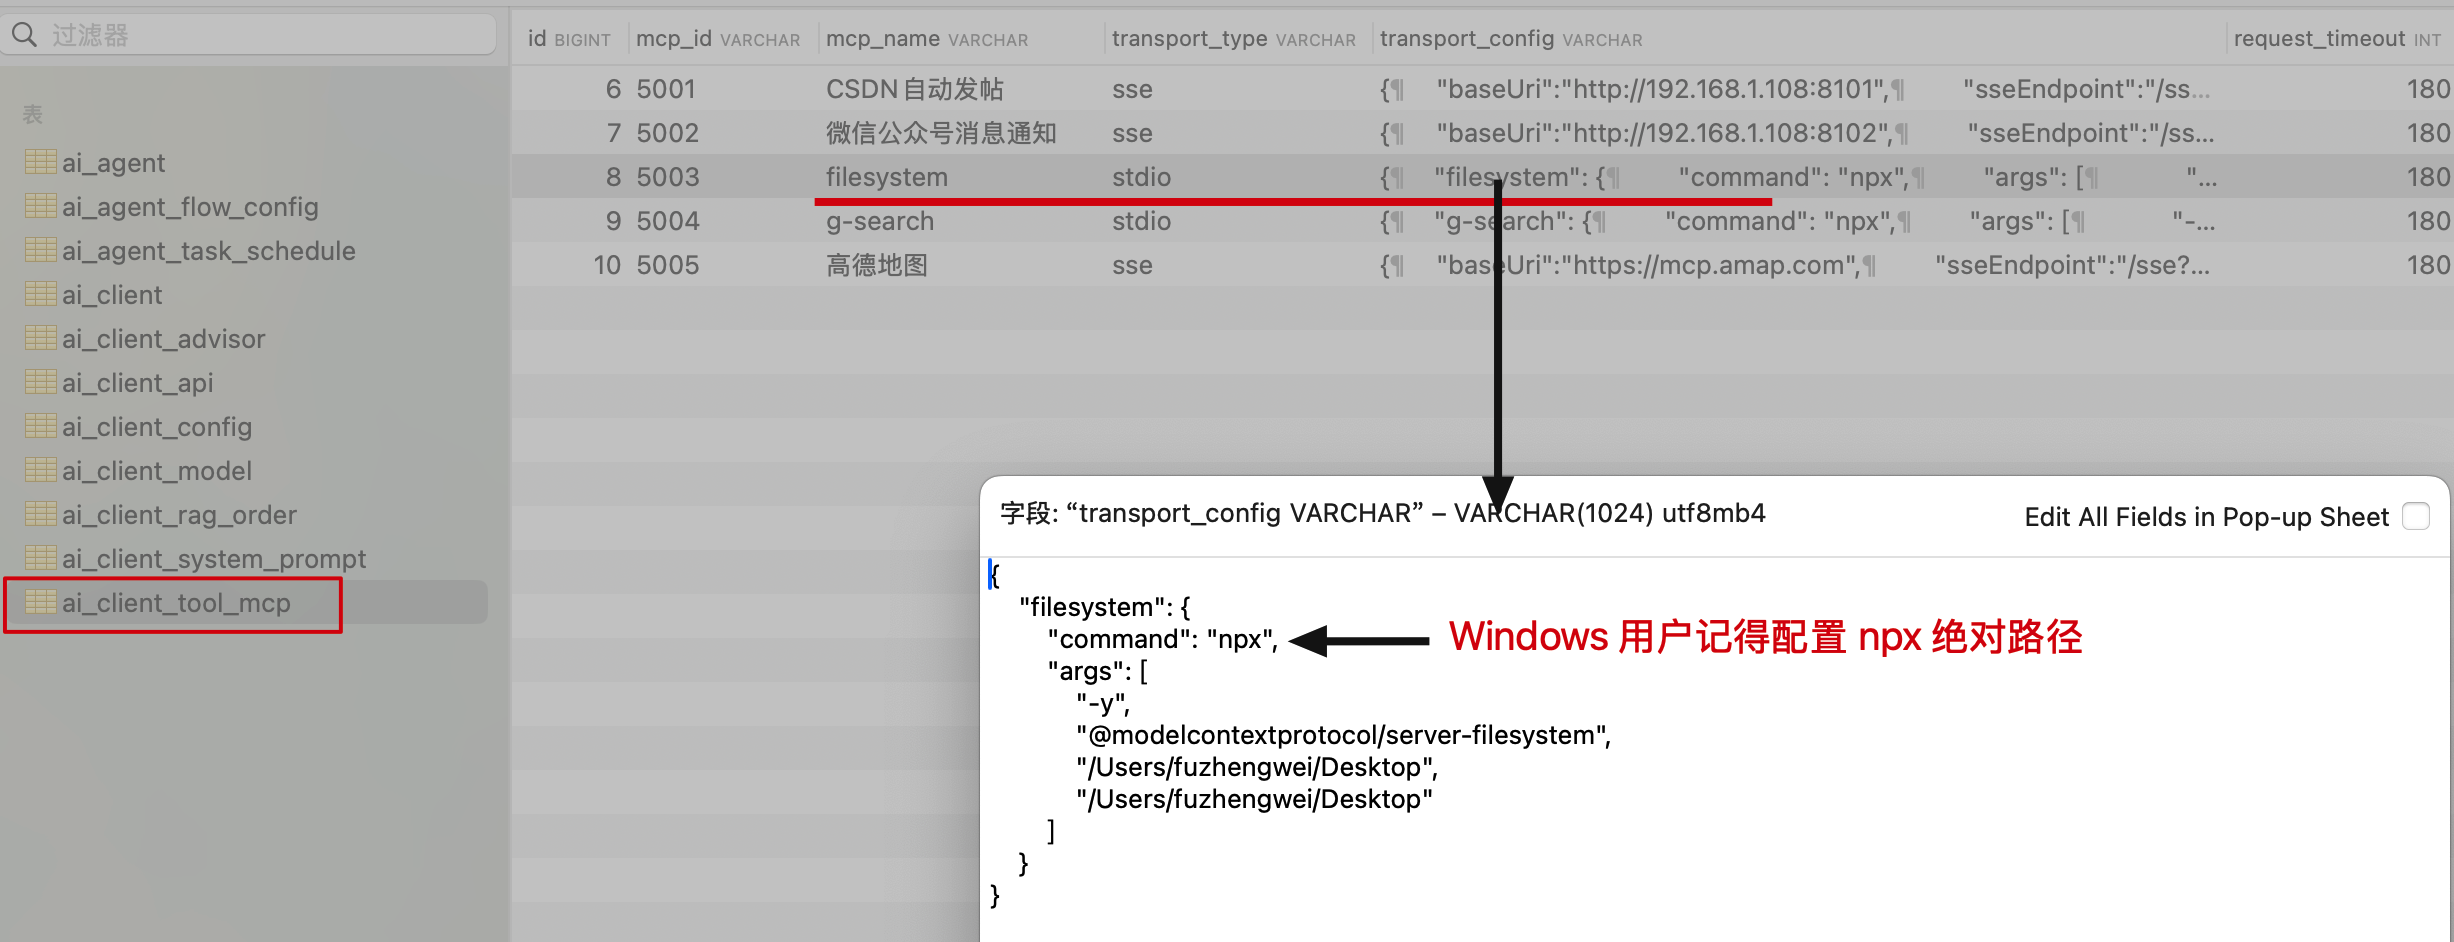 过滤器
表
ai_agent
ai_agent_flow_config
ai_agent_task_schedule
ai_client
ai_client_advisor
ai_client_api
ai_client_config
ai_client_model
ai_client_rag_order
ai_client_system_prompt
ai_client_tool_mcp
id BIGINT mcp_id VARCHAR mcp_name VARCHAR transport_type VARCHAR transport_config VARCHAR request_timeout INT
6 5001 CSDN自动发帖 sse {¶ "baseUri":"http://192.168.1.108:8101",¶ "sseEndpoint":"/ss... 180
7 5002 微信公众号消息通知 sse {¶ "baseUri":"http://192.168.1.108:8102",¶ "sseEndpoint":"/ss... 180
8 5003 filesystem stdio {¶ "filesystem": {¶ "command": "npx",¶ "args": [¶ "... 180
9 5004 g-search stdio {¶ "g-search": {¶ "command": "npx",¶ "args": [¶ "-... 180
10 5005 高德地图 sse {¶ "baseUri":"https://mcp.amap.com",¶ "sseEndpoint":"/sse?... 180
字段: “transport_config VARCHAR” – VARCHAR(1024) utf8mb4
Edit All Fields in Pop-up Sheet
{
"filesystem": {
"command": "npx",
Windows 用户记得配置 npx 绝对路径
"args": [
"-y",
"@modelcontextprotocol/server-filesystem",
"/Users/fuzhengwei/Desktop",
"/Users/fuzhengwei/Desktop"
]
}
}